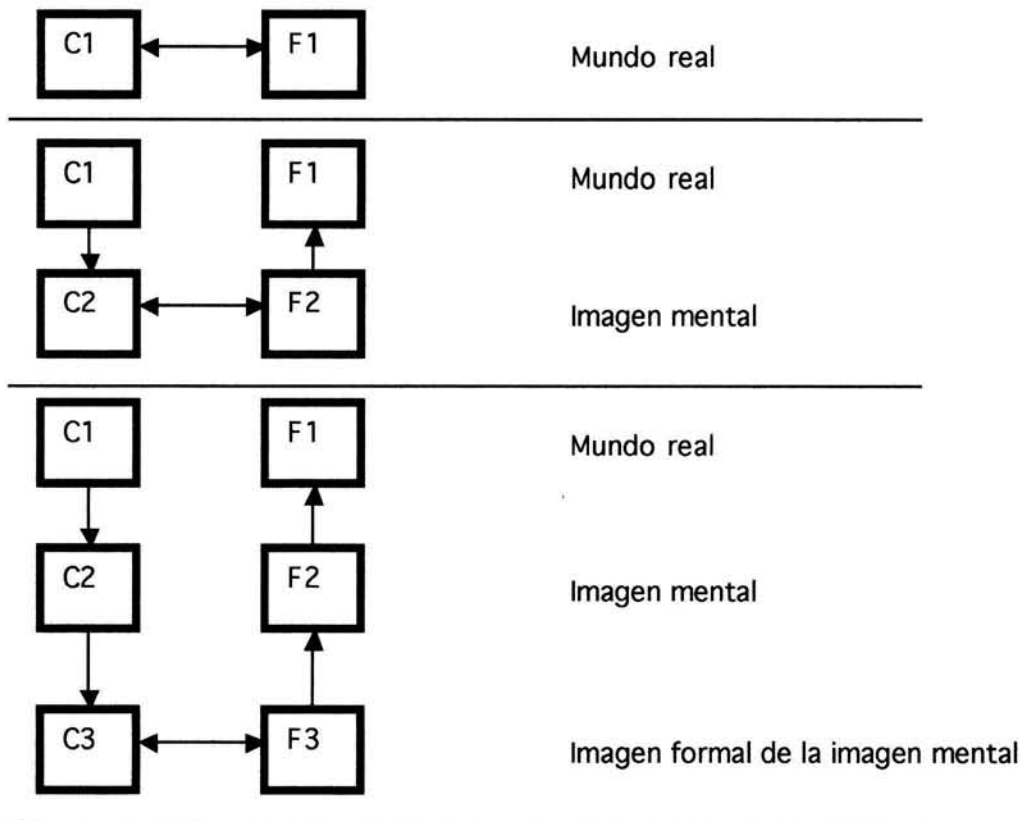 C1 F1 Mundo real
C1 F1 Mundo real
C2 F2 Imagen mental
C1 F1 Mundo real
C2 F2 Imagen mental
C3 F3 Imagen formal de la imagen mental